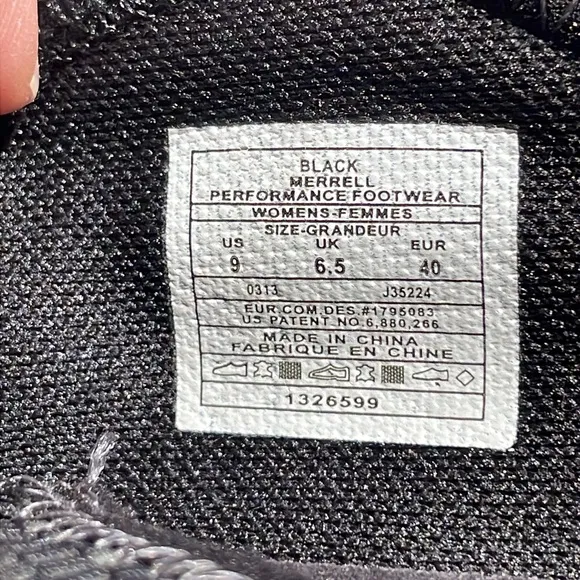 BLACK
MERRELL
PERFORMANCE FOOTWEAR
WOMENS-FEMMES
SIZE-GRANDEUR
US UK EUR
9 6.5 40
0313 J35224
EUR.COM.DES.#1795083
US PATENT NO.6,880,266
MADE IN CHINA
FABRIQUE EN CHINE
1326599